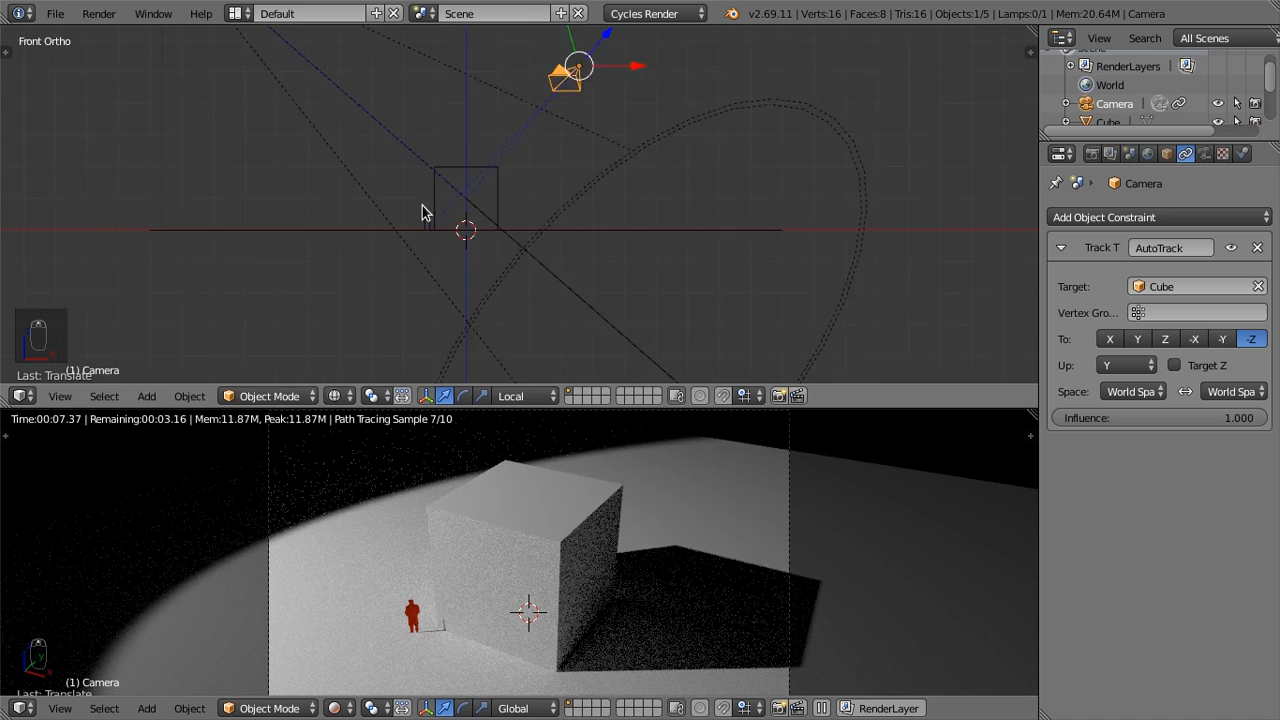 File Render Window Help Default Scene Cycles Render v2.69.11 | Verts:16 | Faces:8 | Tris:16 | Objects:1/5 | Lamps:0/1 | Mem:20.64M | Camera
Front Ortho
View Search All Scenes
RenderLayers
World
Camera
Cube
Camera
Add Object Constraint
Track T AutoTrack
Target: Cube
Vertex Gro...
To: X Y Z -X -Y -Z
Up: Y Target Z
Space: World Spa World Spa
Influence: 1.000
(1) Camera
Last: Translate
View Select Add Object Object Mode Local
Time:00:07.37 | Remaining:00:03.16 | Mem:11.87M, Peak:11.87M | Path Tracing Sample 7/10
(1) Camera
Last: Translate
View Select Add Object Object Mode Global RenderLayer